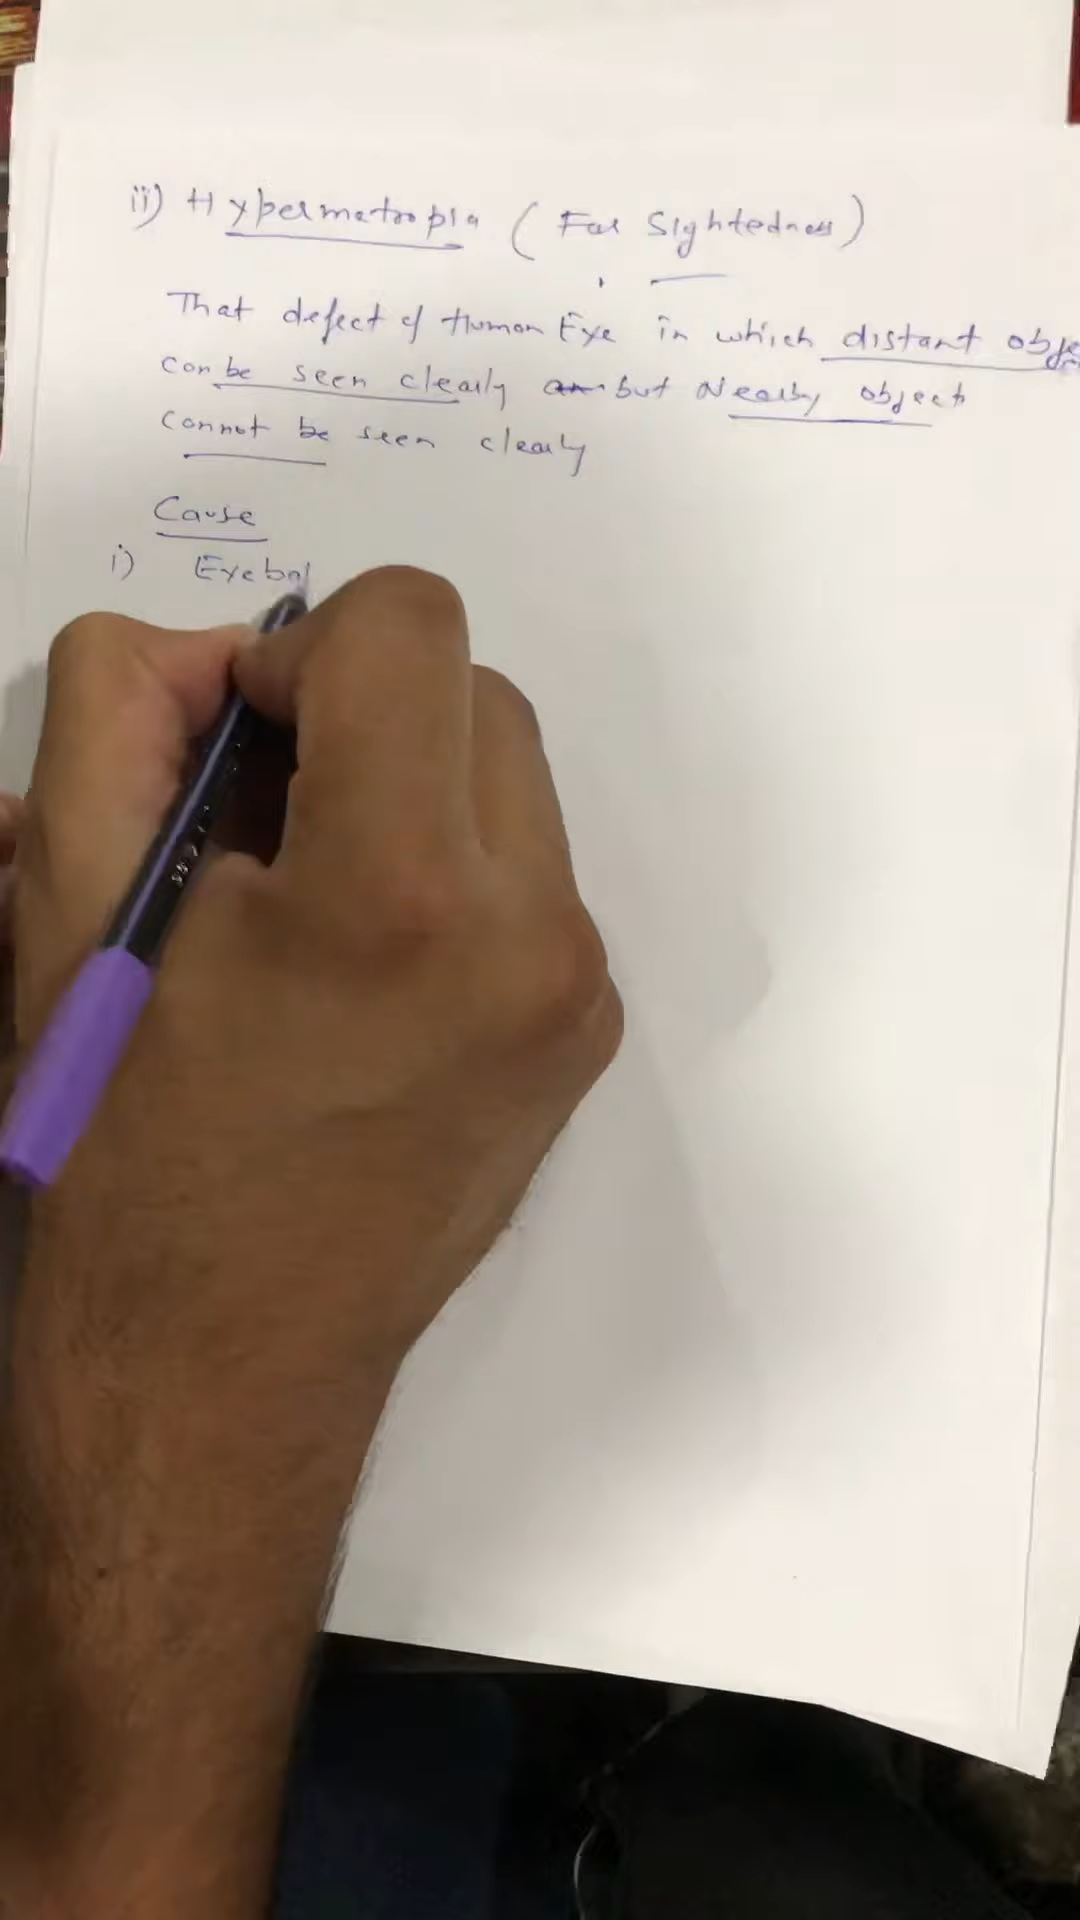 ii) Hypermetropia ( Far Sightedness )
That defect of Human Eye in which distant obje
can be seen clearly but Nearby object
cannot be seen clearly
Cause
i) Eyebal